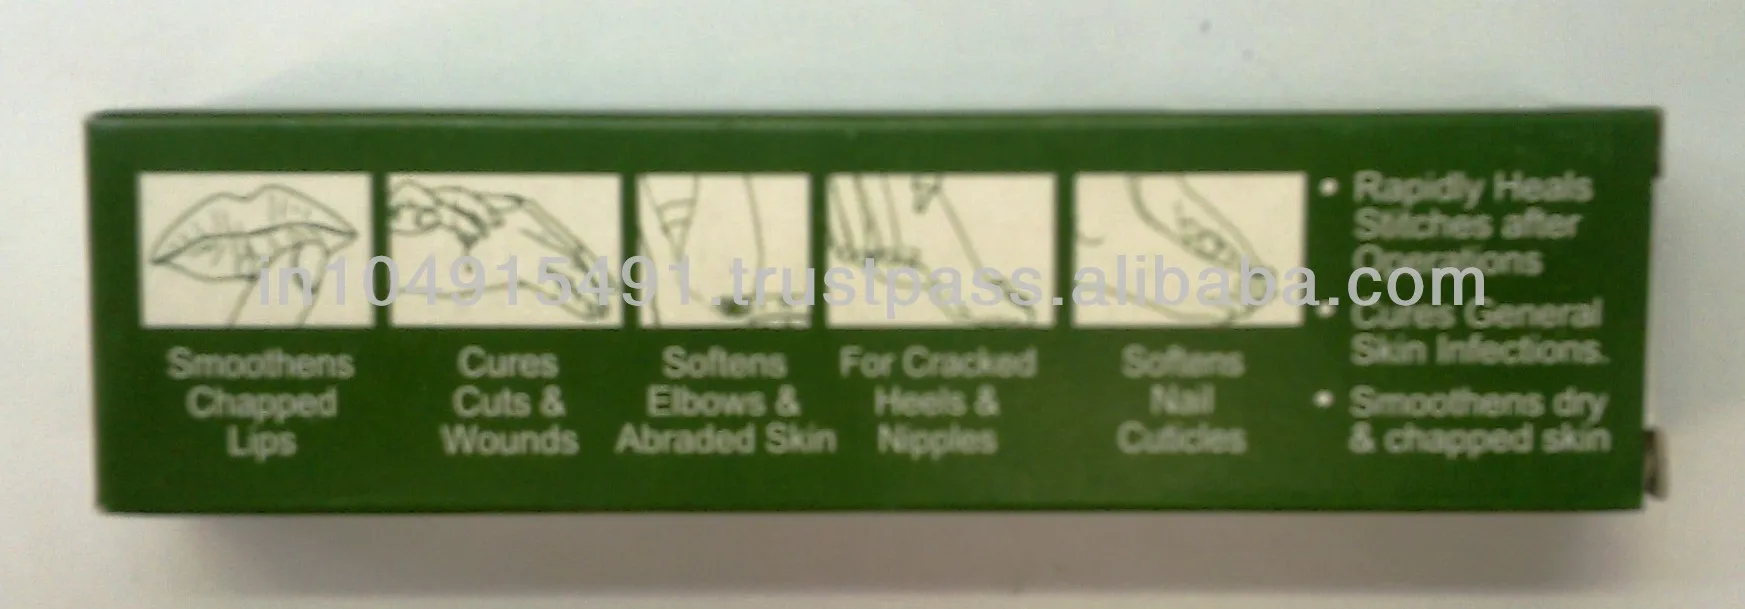 Smoothens
Chapped
Lips
Cures
Cuts &
Wounds
Softens
Elbows &
Abraded Skin
For Cracked
Heels &
Nipples
Softens
Nail
Cuticles
• Rapidly Heals
Stitches after
Operations
• Cures General
Skin Infections.
• Smoothens dry
& chapped skin
in104915491.trustpass.alibaba.com